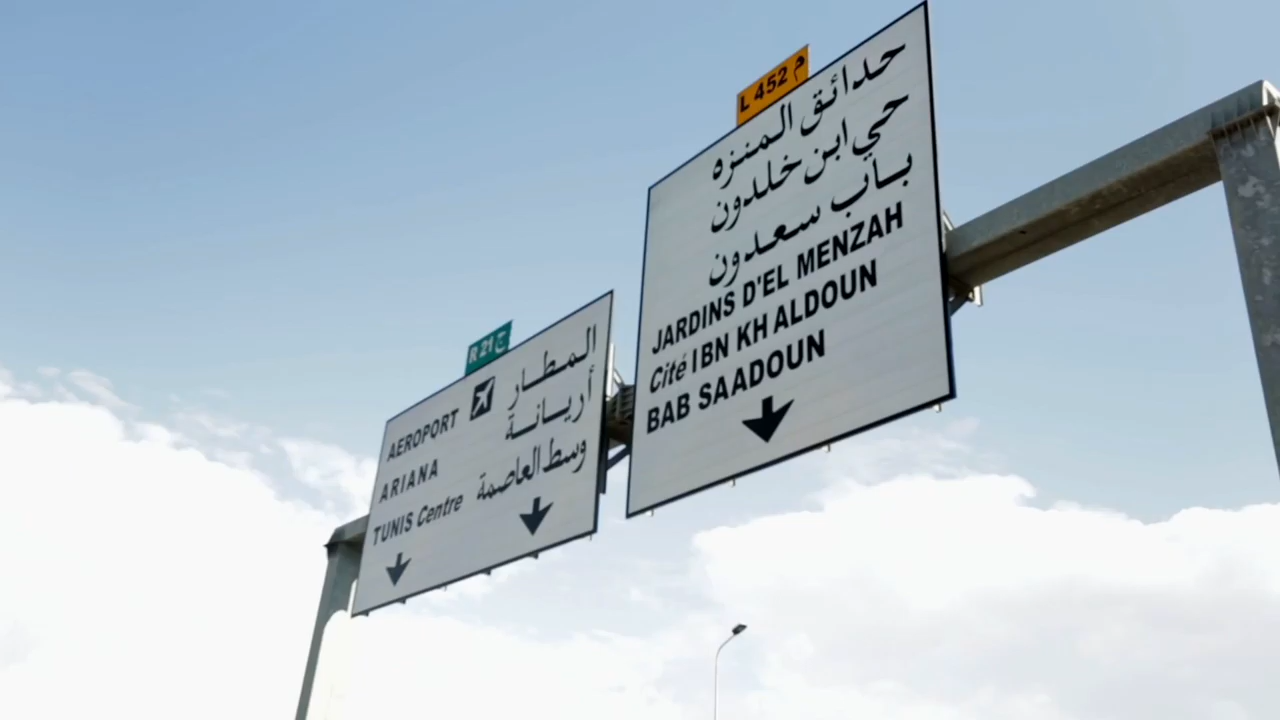 R 21 ج
المطار
AEROPORT
أريانة
ARIANA
وسط العاصمة
TUNIS Centre
L 452 م
حدائق المنزه
حي ابن خلدون
باب سعدون
JARDINS D'EL MENZAH
Cité IBN KHALDOUN
BAB SAADOUN